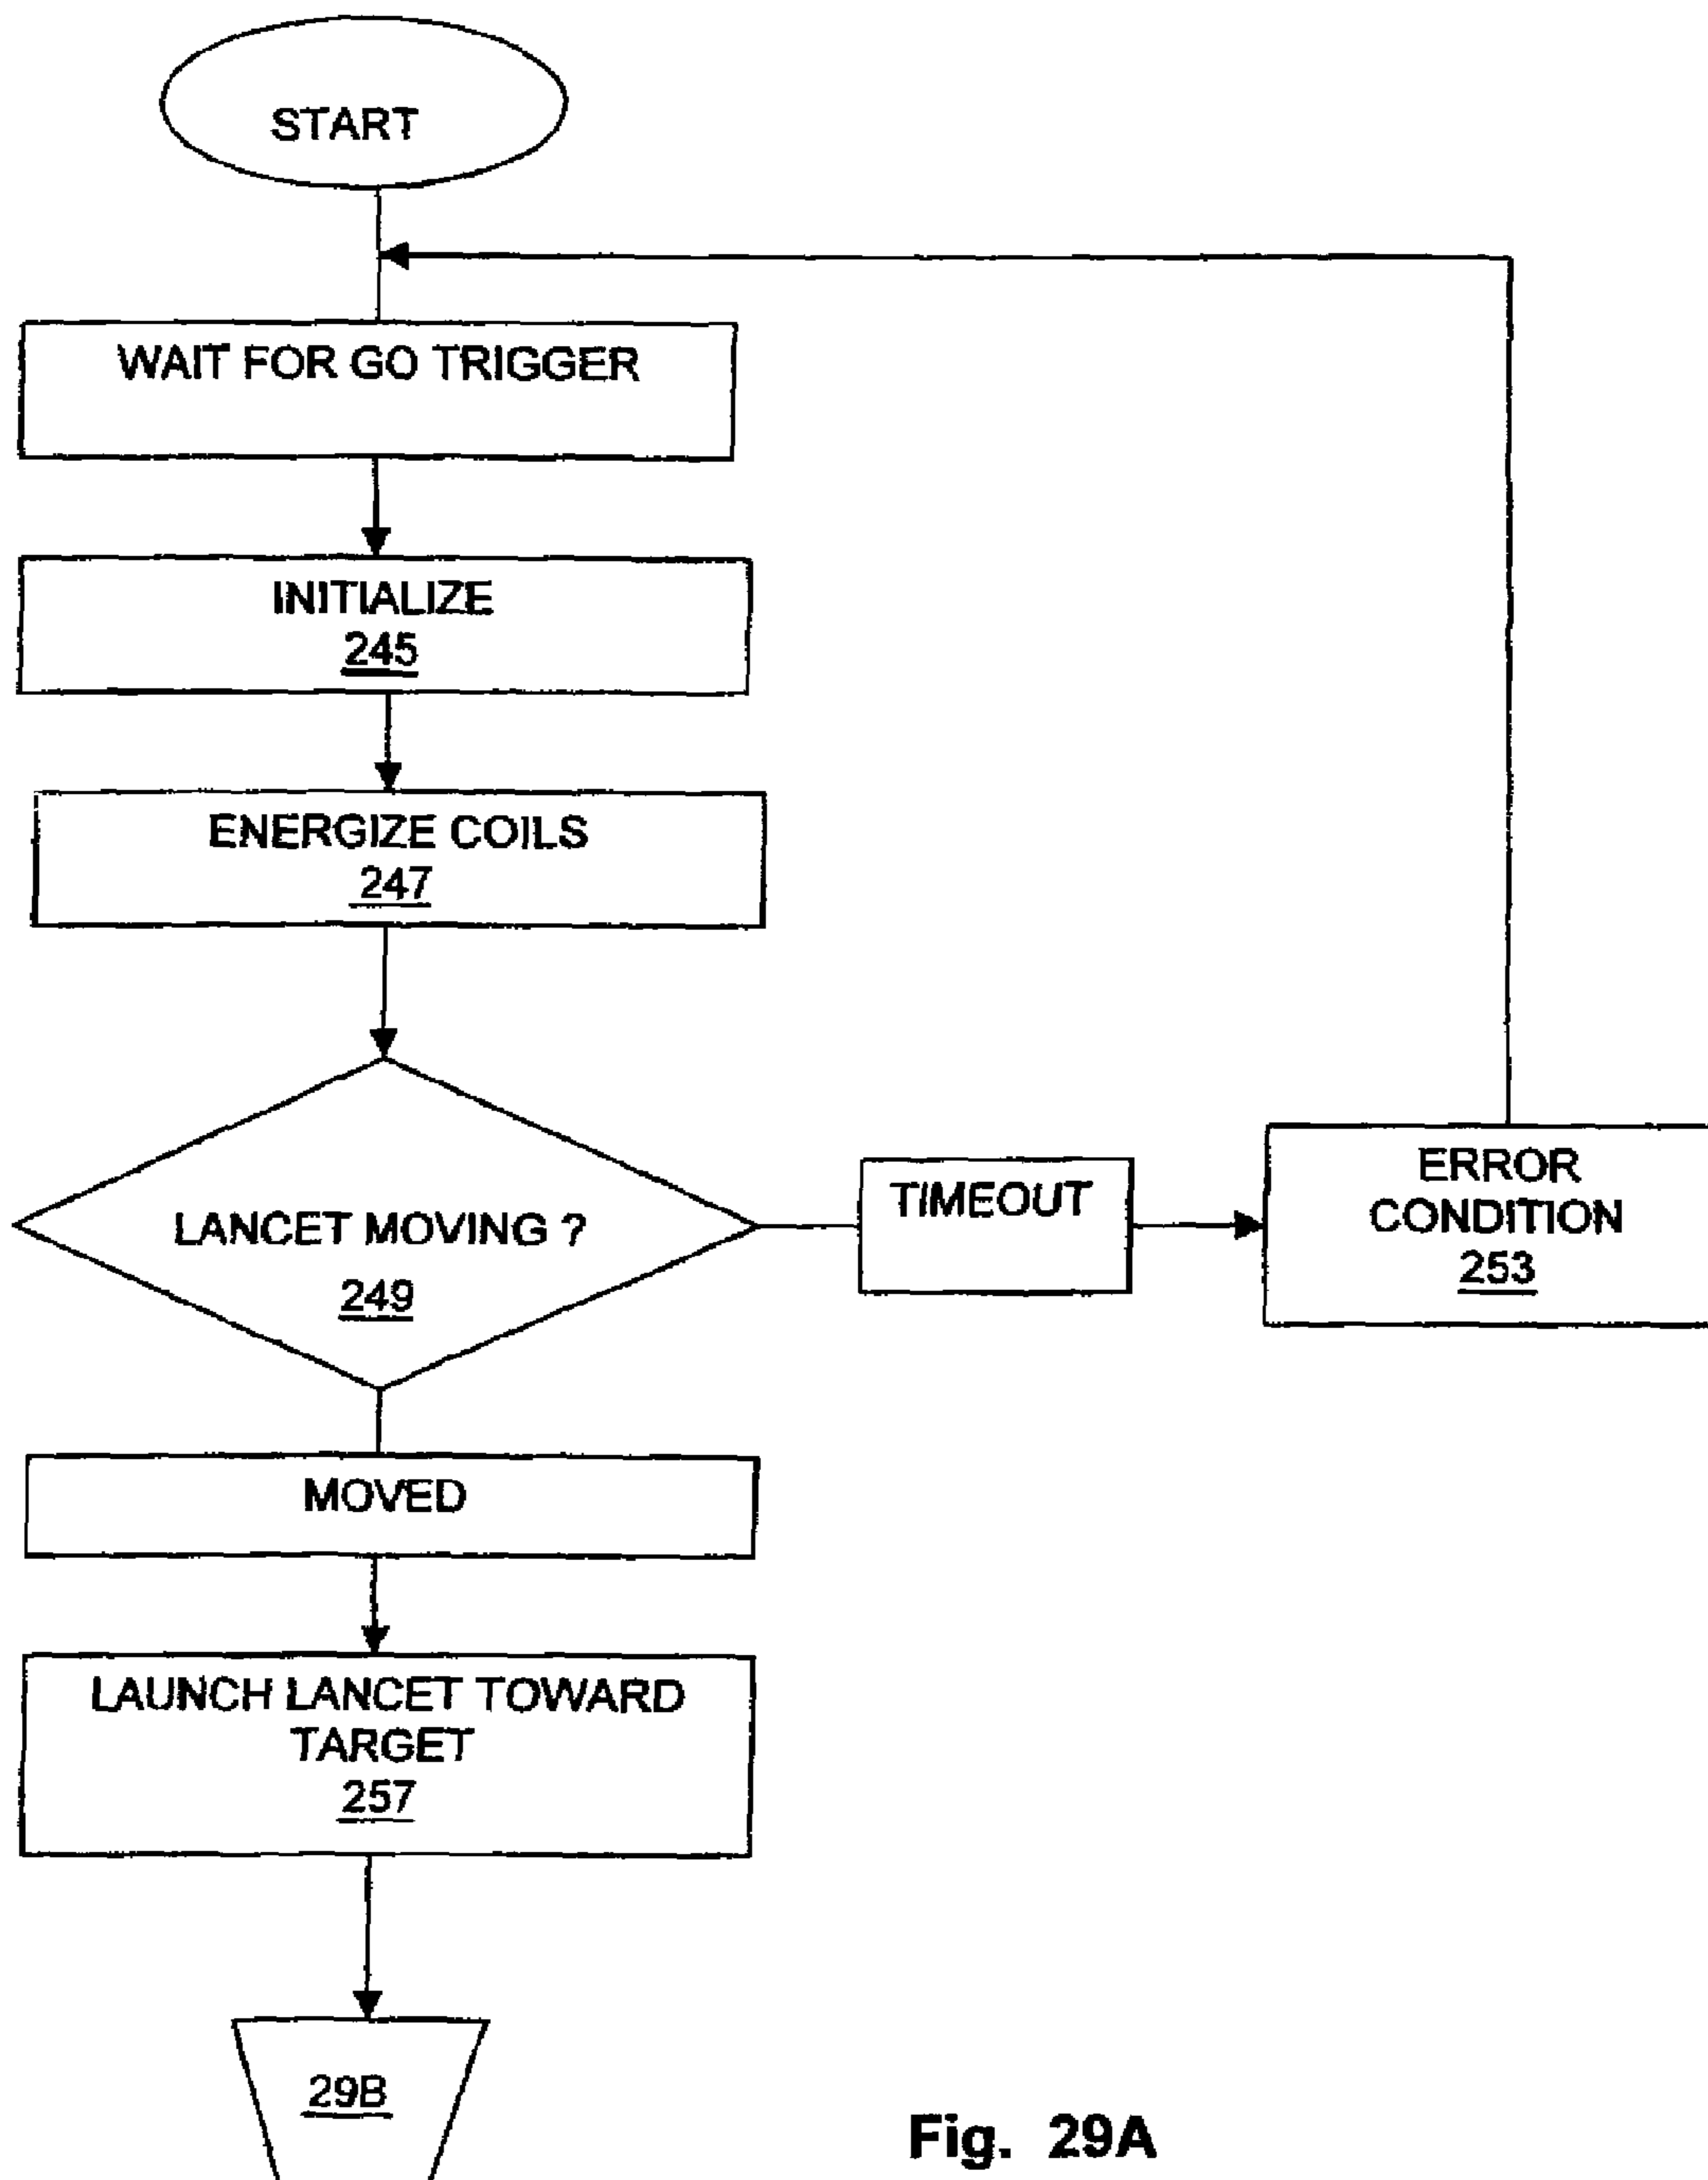 START
WAIT FOR GO TRIGGER
INITIALIZE
245
ENERGIZE COILS
247
LANCET MOVING ?
249
TIMEOUT
ERROR
CONDITION
253
MOVED
LAUNCH LANCET TOWARD
TARGET
257
29B
Fig. 29A